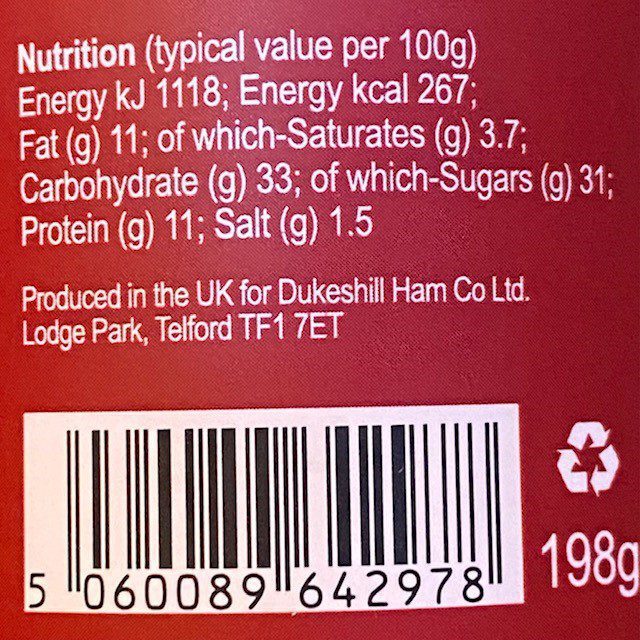 Nutrition (typical value per 100g)
Energy kJ 1118; Energy kcal 267;
Fat (g) 11; of which-Saturates (g) 3.7;
Carbohydrate (g) 33; of which-Sugars (g) 31;
Protein (g) 11; Salt (g) 1.5
Produced in the UK for Dukeshill Ham Co Ltd.
Lodge Park, Telford TF1 7ET
5 060089 642978
198g